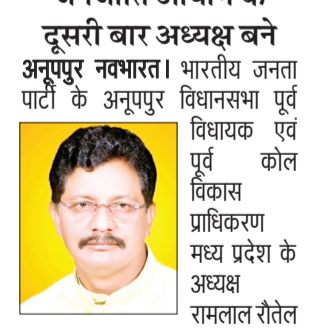 दूसरी बार अध्यक्ष बने
अनूपपुर नवभारत। भारतीय जनता
पार्टी के अनूपपुर विधानसभा पूर्व
विधायक एवं
पूर्व कोल
विकास
प्राधिकरण
मध्य प्रदेश के
अध्यक्ष
रामलाल रौतेल